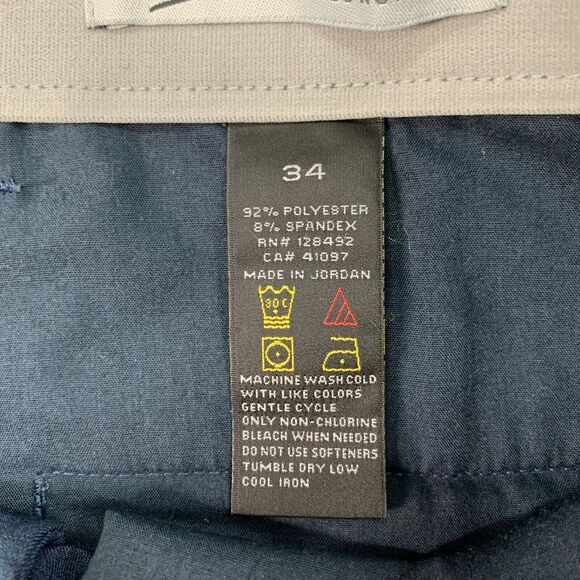 34
92% POLYESTER
8% SPANDEX
RN# 128492
CA# 41097
MADE IN JORDAN
30 C
MACHINE WASH COLD
WITH LIKE COLORS
GENTLE CYCLE
ONLY NON-CHLORINE
BLEACH WHEN NEEDED
DO NOT USE SOFTENERS
TUMBLE DRY LOW
COOL IRON